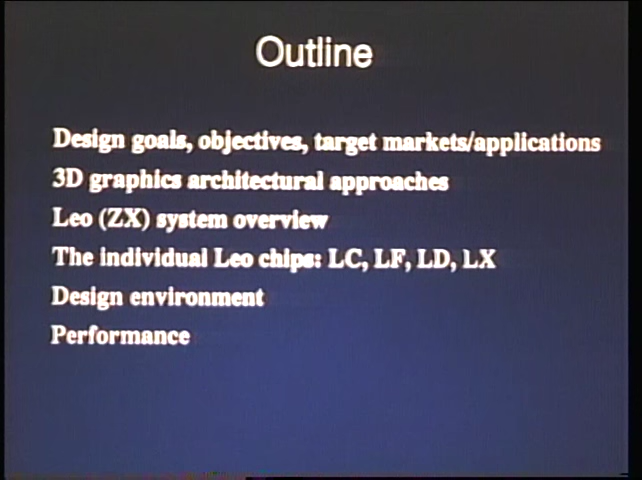 Outline
Design goals, objectives, target markets/applications
3D graphics architectural approaches
Leo (ZX) system overview
The individual Leo chips: LC, LF, LD, LX
Design environment
Performance